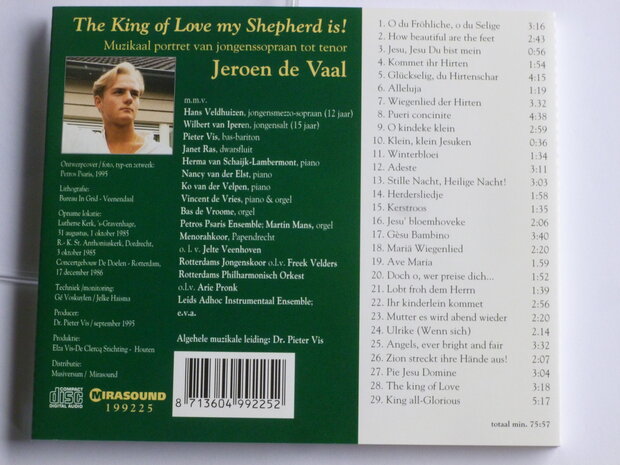 The King of Love my Shepherd is!
Muzikaal portret van jongenssopraan tot tenor
Jeroen de Vaal
Ontwerpcover / foto, typ-en zetwerk:
Petros Psaris, 1995
Lithografie:
Bureau In Grid - Veenendaal
Opname lokatie:
Lutherse Kerk, 's-Gravenhage,
31 augustus, 1 oktober 1985
R.- K. St. Anthoniuskerk, Dordrecht,
3 oktober 1985
Concertgebouw De Doelen - Rotterdam,
17 december 1986
Techniek /monitoring:
Gé Voskuylen / Jelke Haisma
Producer:
Dr. Pieter Vis / september 1995
Produktie:
Elza Vis-De Clercq Stichting - Houten
Distributie:
Musiversum / Mirasound
COMPACT
disc
DIGITAL AUDIO
MIRASOUND
199225
m.m.v.
Hans Veldhuizen, jongensmezzo-sopraan (12 jaar)
Wilbert van Iperen, jongensalt (15 jaar)
Pieter Vis, bas-bariton
Janet Ras, dwarsfluit
Herma van Schaijk-Lambermont, piano
Nancy van der Elst, piano
Ko van der Velpen, piano
Vincent de Vries, piano & orgel
Bas de Vroome, orgel
Petros Psaris Ensemble; Martin Mans, orgel
Menorahkoor, Papendrecht
o. l. v. Jelte Veenhoven
Rotterdams Jongenskoor o.l.v. Freek Velders
Rotterdams Philharmonisch Orkest
o.l.v. Arie Pronk
Leids Adhoc Instrumentaal Ensemble;
e.v.a.
Algehele muzikale leiding: Dr. Pieter Vis
8 713604 992252
1. O du Fröhliche, o du Selige 3:16
2. How beautiful are the feet 2:43
3. Jesu, Jesu Du bist mein 0:56
4. Kommet ihr Hirten 1:54
5. Glückselig, du Hirtenschar 4:15
6. Alleluja 1:19
7. Wiegenlied der Hirten 3.32
8. Pueri concinite 4:38
9. O kindeke klein 2:59
10. Klein, klein Jesuken 0:35
11. Winterbloei 1:34
12. Adeste 3:11
13. Stille Nacht, Heilige Nacht! 3:03
14. Herdersliedje 1:58
15. Kerstroos 1:35
16. Jesu' bloemhoveke 2:06
17. Gèsu Bambino 3:40
18. Mariä Wiegenlied 2:20
19. Ave Maria 1:59
20. Doch o, wer preise dich... 1:52
21. Lobt froh dem Herrn 1:10
22. Ihr kinderlein kommet 2:56
23. Mutter es wird abend wieder 2:00
24. Ulrike (Wenn sich) 2.14
25. Angels, ever bright and fair 2:32
26. Zion streckt ihre Hände aus! 2:07
27. Pie Jesu Domine 3:04
28. The king of Love 3:18
29. King all-Glorious 5:17
totaal min. 75:57